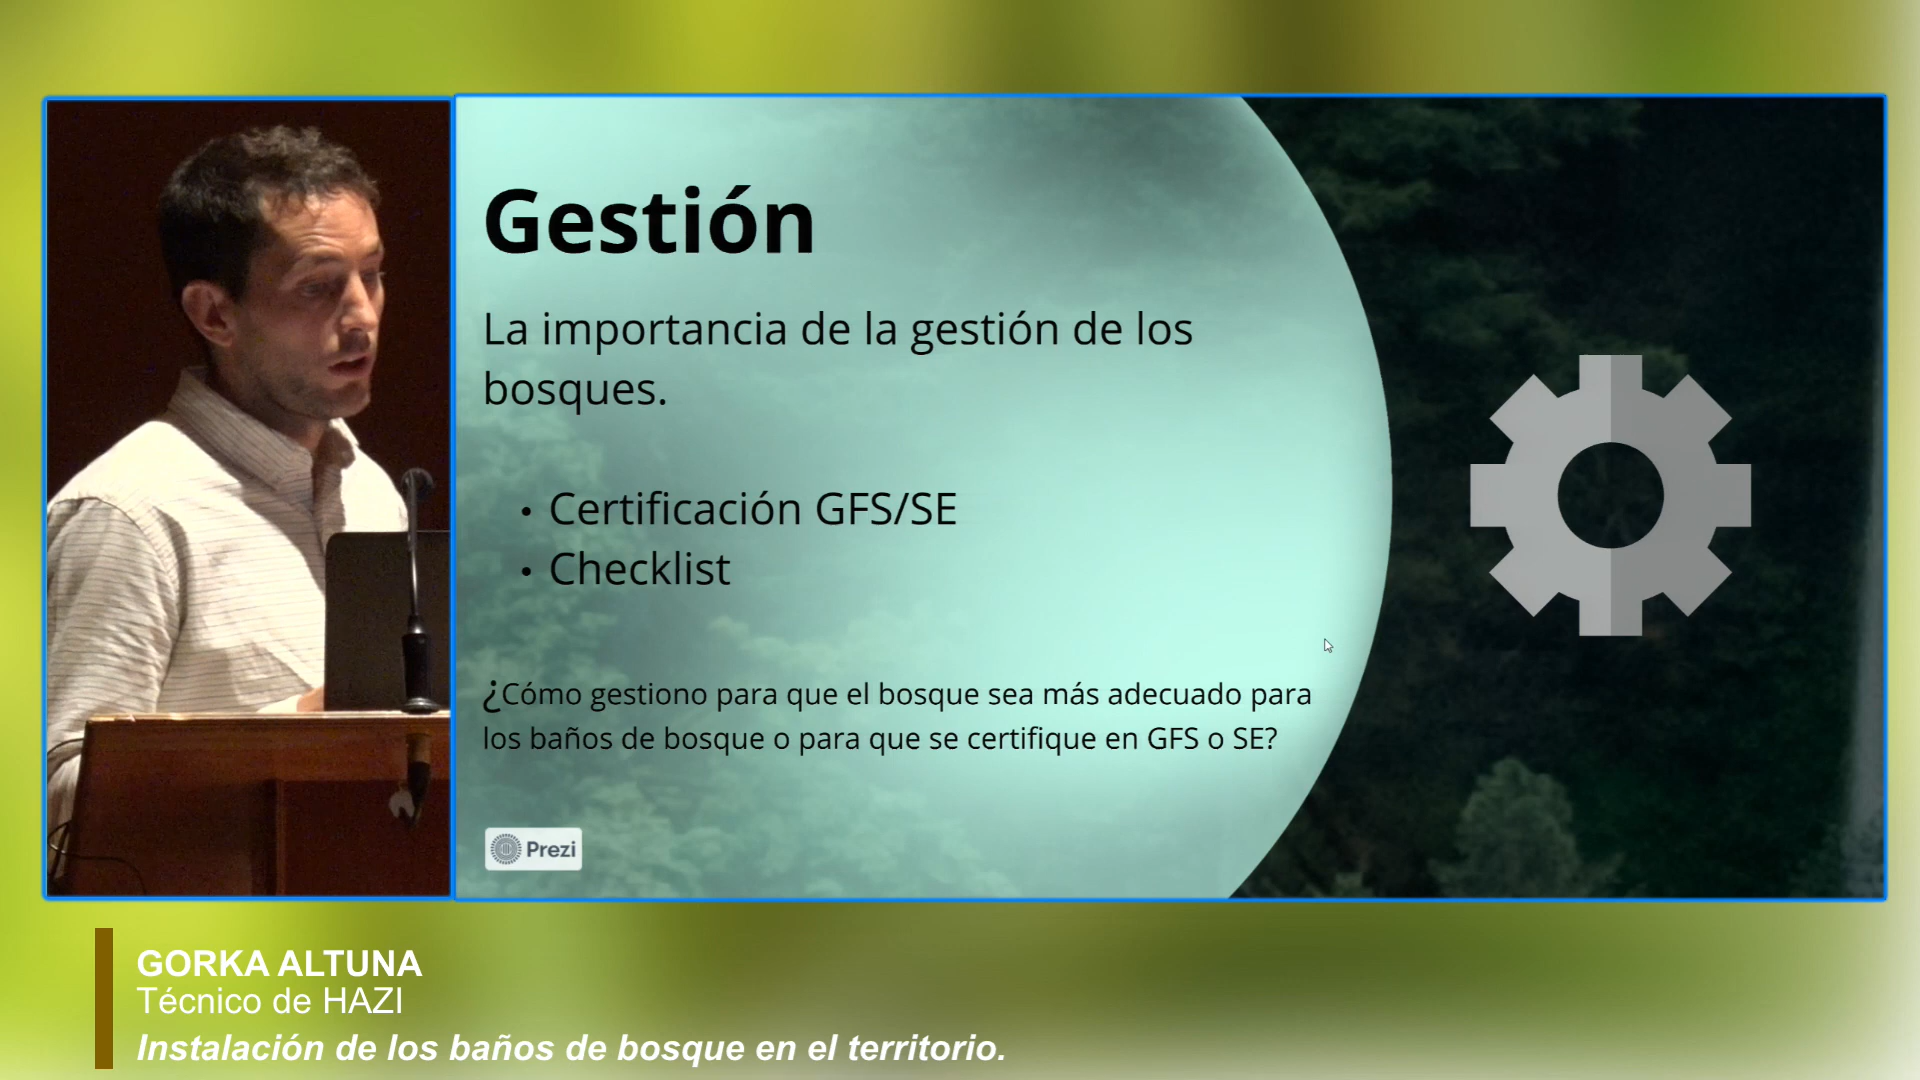 Gestión
La importancia de la gestión de los
bosques.
• Certificación GFS/SE
• Checklist
¿Cómo gestiono para que el bosque sea más adecuado para
los baños de bosque o para que se certifique en GFS o SE?
Prezi
GORKA ALTUNA
Técnico de HAZI
Instalación de los baños de bosque en el territorio.